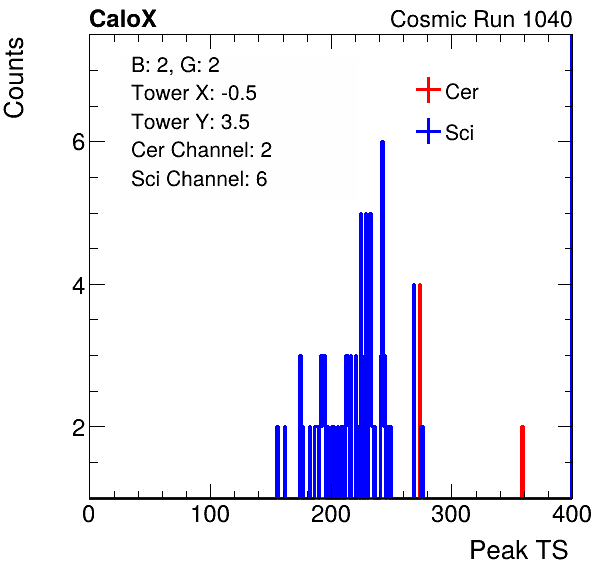 CaloX
Cosmic Run 1040
Counts
B: 2, G: 2
Tower X: -0.5
Tower Y: 3.5
Cer Channel: 2
Sci Channel: 6
Cer
Sci
6
4
2
0 100 200 300 400
Peak TS